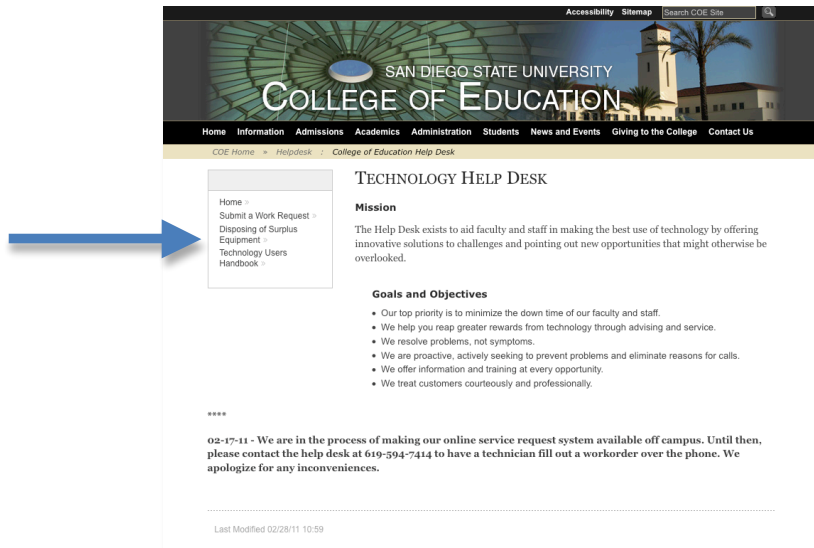 Accessibility Sitemap Search COE Site
SAN DIEGO STATE UNIVERSITY
COLLEGE OF EDUCATION
Home Information Admissions Academics Administration Students News and Events Giving to the College Contact Us
COE Home » Helpdesk : College of Education Help Desk
Home »
Submit a Work Request »
Disposing of Surplus
Equipment »
Technology Users
Handbook »
TECHNOLOGY HELP DESK
Mission
The Help Desk exists to aid faculty and staff in making the best use of technology by offering
innovative solutions to challenges and pointing out new opportunities that might otherwise be
overlooked.
Goals and Objectives
• Our top priority is to minimize the down time of our faculty and staff.
• We help you reap greater rewards from technology through advising and service.
• We resolve problems, not symptoms.
• We are proactive, actively seeking to prevent problems and eliminate reasons for calls.
• We offer information and training at every opportunity.
• We treat customers courteously and professionally.
****
02-17-11 - We are in the process of making our online service request system available off campus. Until then,
please contact the help desk at 619-594-7414 to have a technician fill out a workorder over the phone. We
apologize for any inconveniences.
Last Modified 02/28/11 10:59